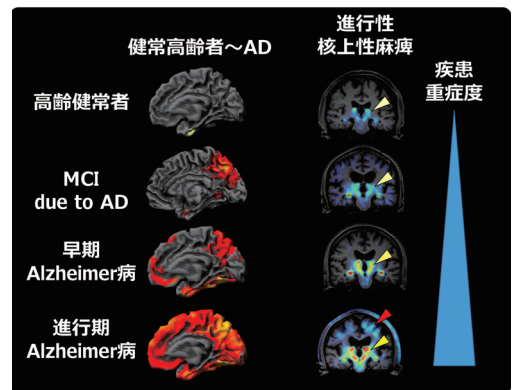 健常高齢者～AD
進行性
核上性麻痺
疾患
重症度
高齢健常者
MCI
due to AD
早期
Alzheimer病
進行期
Alzheimer病